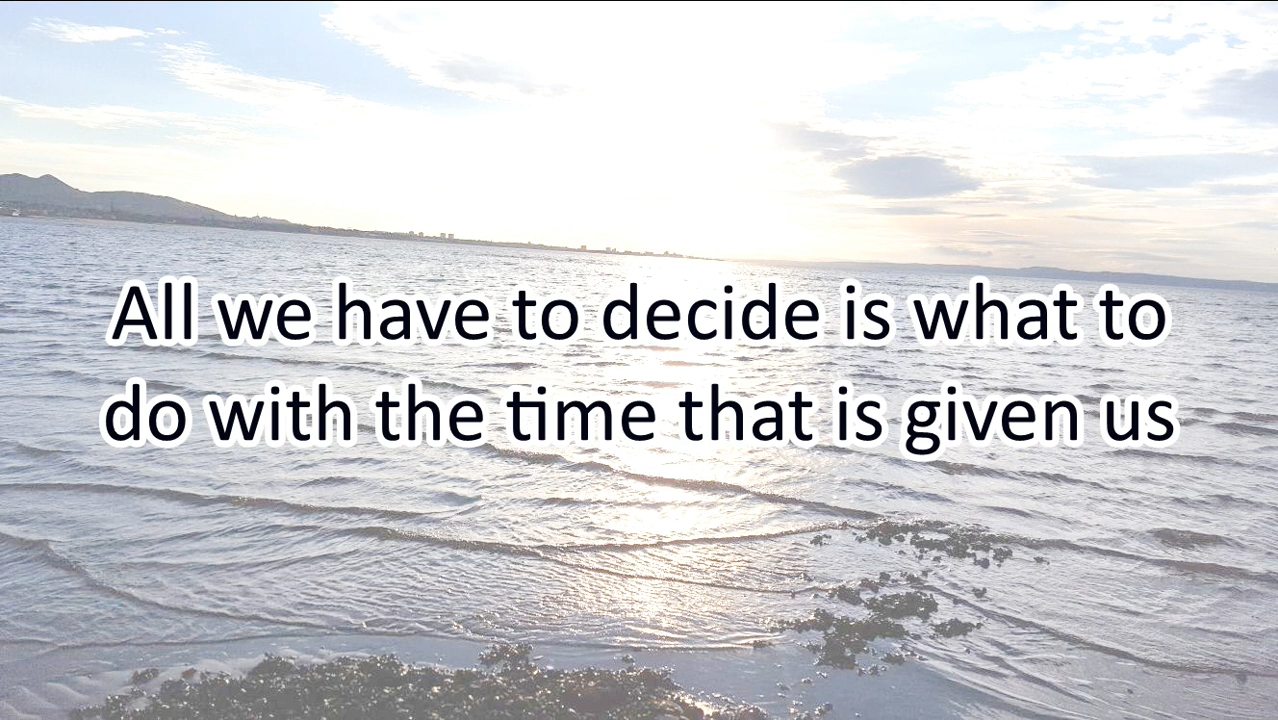 All we have to decide is what to
do with the time that is given us